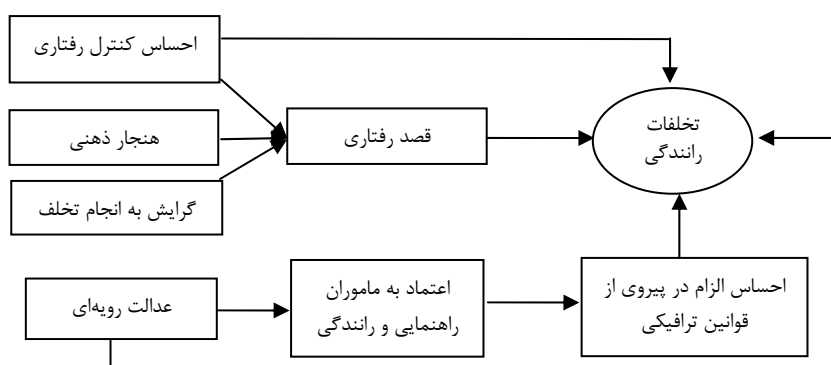 احساس کنترل رفتاری
هنجار ذهنی
گرایش به انجام تخلف
قصد رفتاری
تخلفات
رانندگی
عدالت رویه‌ای
اعتماد به ماموران
راهنمایی و رانندگی
احساس الزام در پیروی از
قوانین ترافیکی